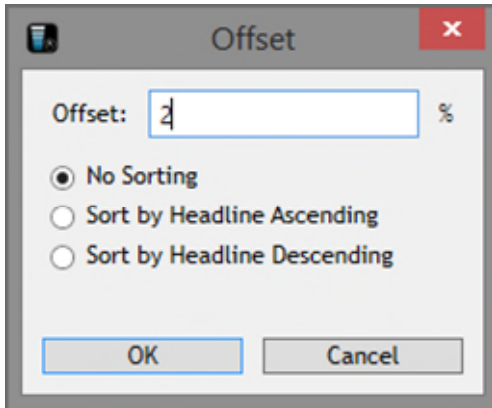 Offset
Offset: 2 %
No Sorting
Sort by Headline Ascending
Sort by Headline Descending
OK Cancel